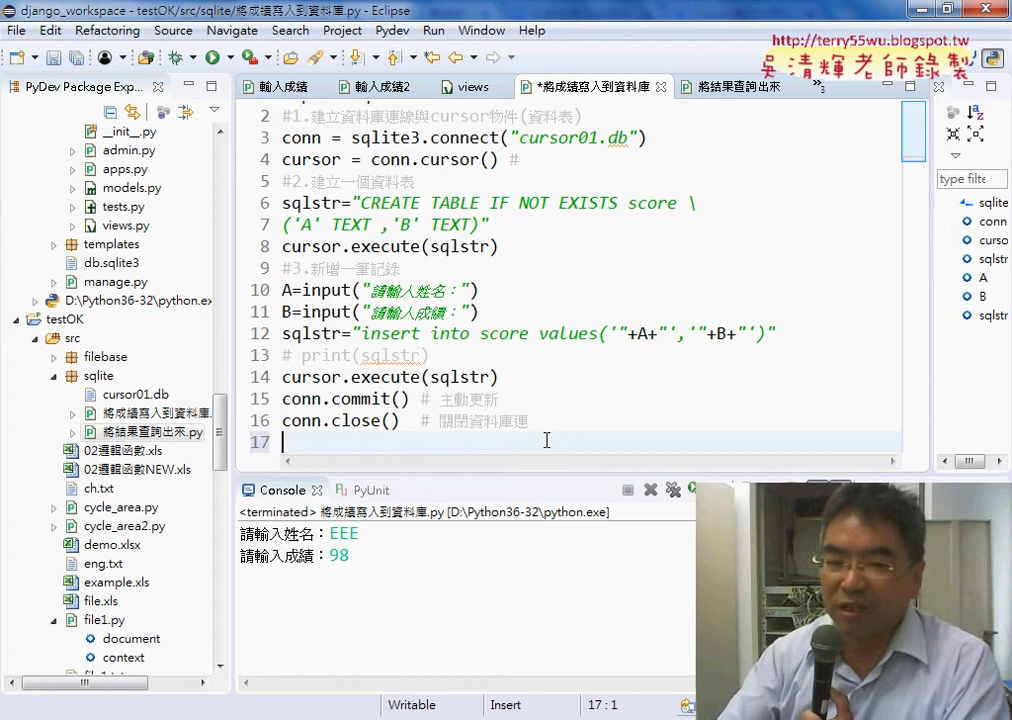 django_workspace - testOK/src/sqlite/將成績寫入到資料庫.py - Eclipse
File Edit Refactoring Source Navigate Search Project Pydev Run Window Help
http://terry55wu.blogspot.tw
吳清輝老師錄製
PyDev Package Exp...
輸入成績
輸入成績2
views
*將成績寫入到資料庫
將結果查詢出來
__init__.py
admin.py
apps.py
models.py
tests.py
views.py
templates
db.sqlite3
manage.py
D:\Python36-32\python.ex
testOK
src
filebase
sqlite
cursor01.db
將成績寫入到資料庫.
將結果查詢出來.py
02邏輯函數.xls
02邏輯函數NEW.xls
ch.txt
cycle_area.py
cycle_area2.py
demo.xlsx
eng.txt
example.xls
file.xls
file1.py
document
context
2 #1.建立資料庫連線與cursor物件(資料表)
3 conn = sqlite3.connect("cursor01.db")
4 cursor = conn.cursor() #
5 #2.建立一個資料表
6 sqlstr="CREATE TABLE IF NOT EXISTS score \
7 ('A' TEXT ,'B' TEXT)"
8 cursor.execute(sqlstr)
9 #3.新增一筆記錄
10 A=input("請輸入姓名：")
11 B=input("請輸入成績：")
12 sqlstr="insert into score values('"+A+"','"+B+"')"
13 # print(sqlstr)
14 cursor.execute(sqlstr)
15 conn.commit() # 主動更新
16 conn.close() # 關閉資料庫連
17
type filte
sqlite
conn
curso
sqlstr
A
B
sqlstr
Console
PyUnit
<terminated> 將成績寫入到資料庫.py [D:\Python36-32\python.exe]
請輸入姓名：EEE
請輸入成績：98
Writable
Insert
17 : 1